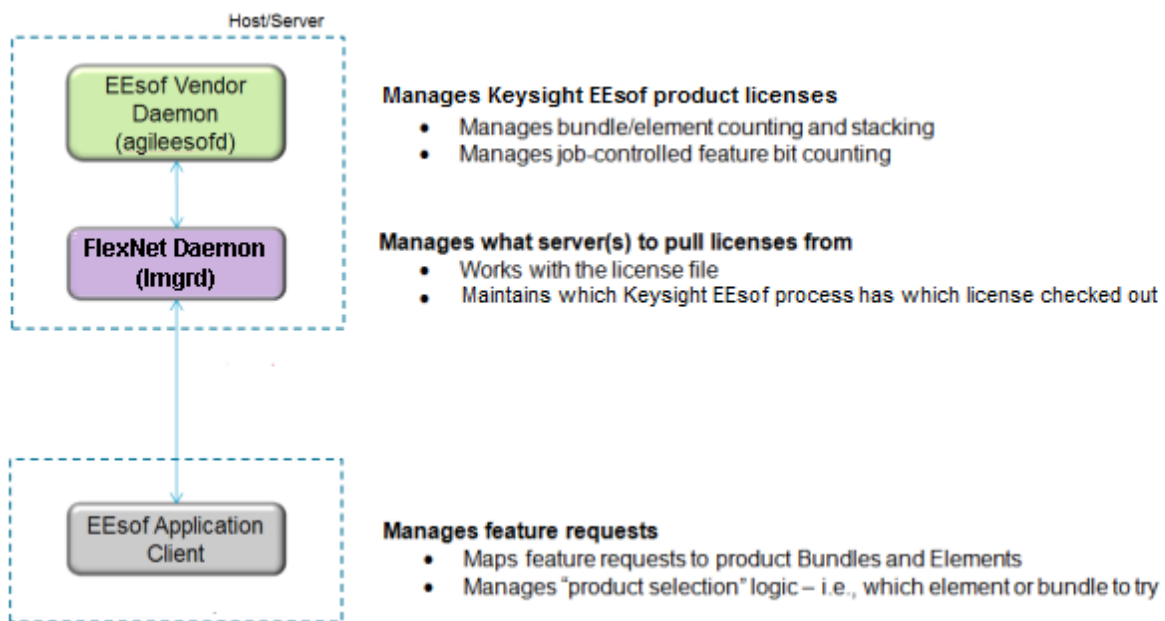 Host/Server
EEsof Vendor
Daemon
(agileesofd)
Manages Keysight EEsof product licenses
• Manages bundle/element counting and stacking
• Manages job-controlled feature bit counting
FlexNet Daemon
(lmgrd)
Manages what server(s) to pull licenses from
• Works with the license file
• Maintains which Keysight EEsof process has which license checked out
EEsof Application
Client
Manages feature requests
• Maps feature requests to product Bundles and Elements
• Manages “product selection” logic – i.e., which element or bundle to try